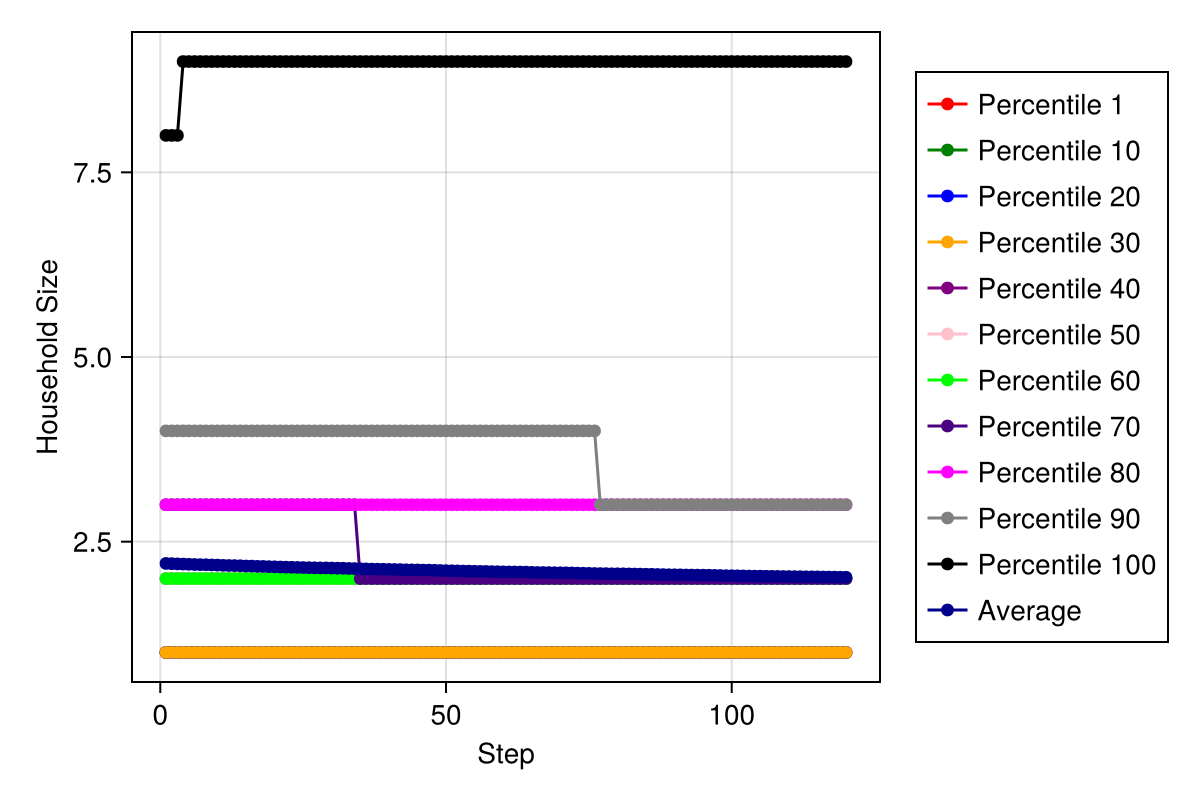 7.5
5.0
2.5
Household Size
0
50
100
Step
Percentile 1
Percentile 10
Percentile 20
Percentile 30
Percentile 40
Percentile 50
Percentile 60
Percentile 70
Percentile 80
Percentile 90
Percentile 100
Average